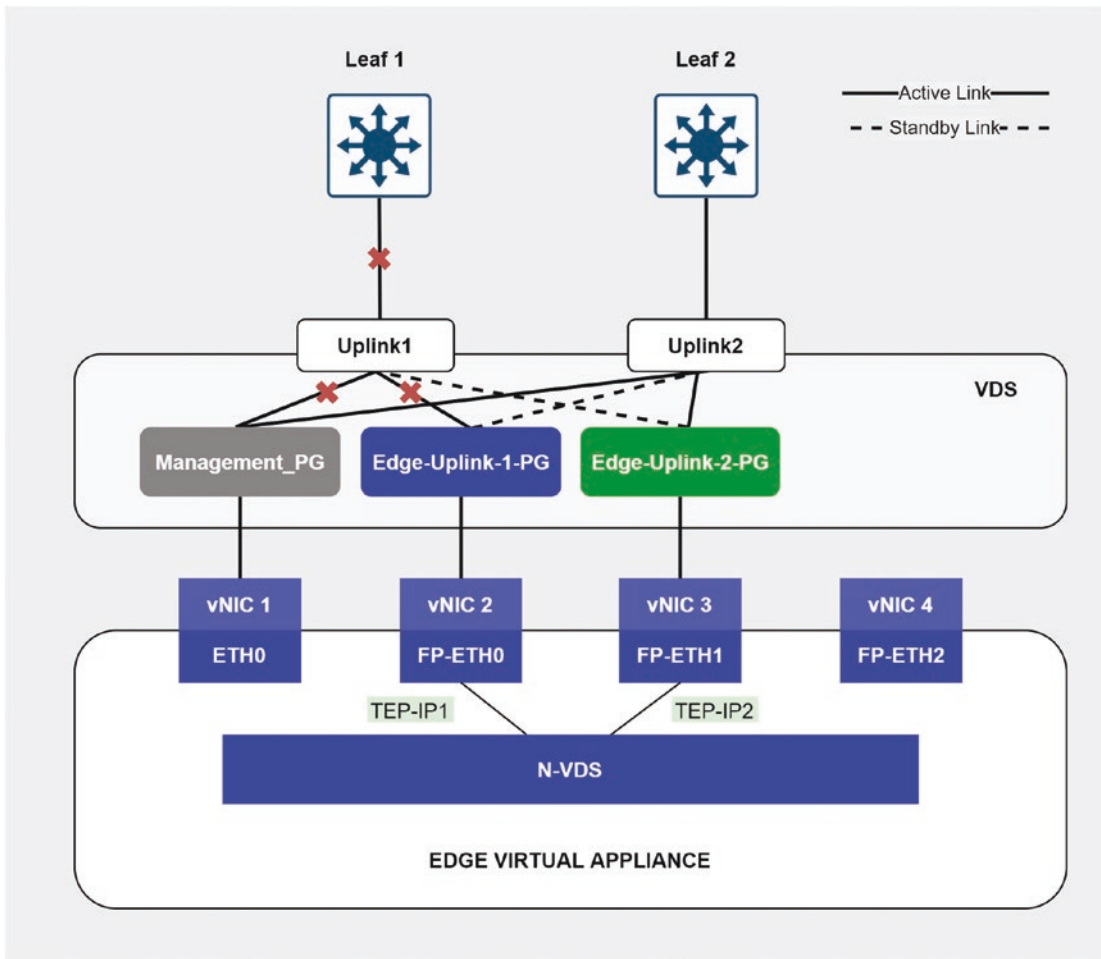 Leaf 1
Leaf 2
Active Link
Standby Link
Uplink1
Uplink2
VDS
Management_PG
Edge-Uplink-1-PG
Edge-Uplink-2-PG
vNIC 1
vNIC 2
vNIC 3
vNIC 4
ETH0
FP-ETH0
FP-ETH1
FP-ETH2
TEP-IP1
TEP-IP2
N-VDS
EDGE VIRTUAL APPLIANCE